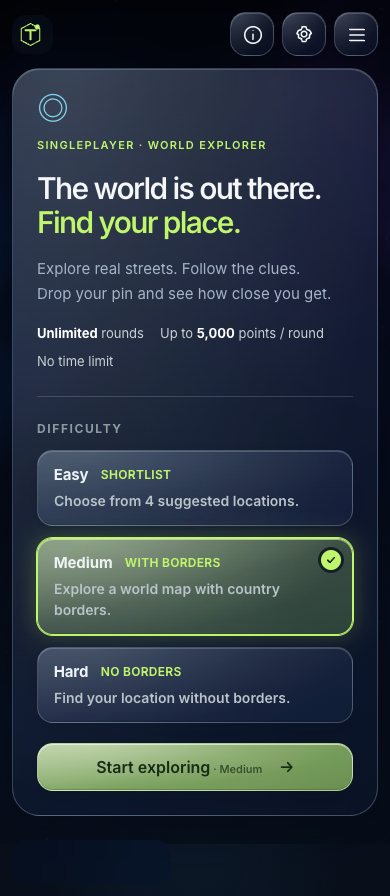 T
SINGLEPLAYER · WORLD EXPLORER
The world is out there.
Find your place.
Explore real streets. Follow the clues.
Drop your pin and see how close you get.
Unlimited rounds Up to 5,000 points / round
No time limit
DIFFICULTY
Easy SHORTLIST
Choose from 4 suggested locations.
Medium WITH BORDERS
Explore a world map with country
borders.
Hard NO BORDERS
Find your location without borders.
Start exploring · Medium →